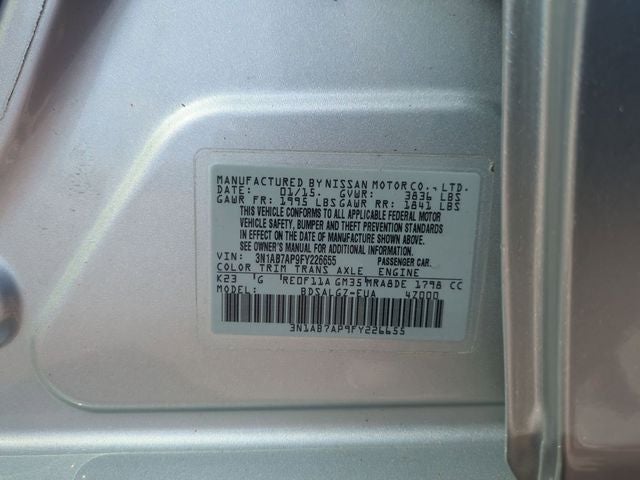 MANUFACTURED BY NISSAN MOTOR CO., LTD.
DATE: 01/15. GVWR: 3836 LBS
GAWR FR: 1995 LBS GAWR RR: 1841 LBS
THIS VEHICLE CONFORMS TO ALL APPLICABLE FEDERAL MOTOR
VEHICLE SAFETY, BUMPER AND THEFT PREVENTION STANDARDS
IN EFFECT ON THE DATE OF MANUFACTURE SHOWN ABOVE.
SEE OWNER'S MANUAL FOR ADDITIONAL INFORMATION.
VIN: 3N1AB7AP9FY226655 PASSENGER CAR.
COLOR TRIM TRANS AXLE ENGINE
K23 G RE0F11A GM35 MRA8DE 1798 CC
MODEL: BDSALGZ-EUA 47000
3N1AB7AP9FY226655